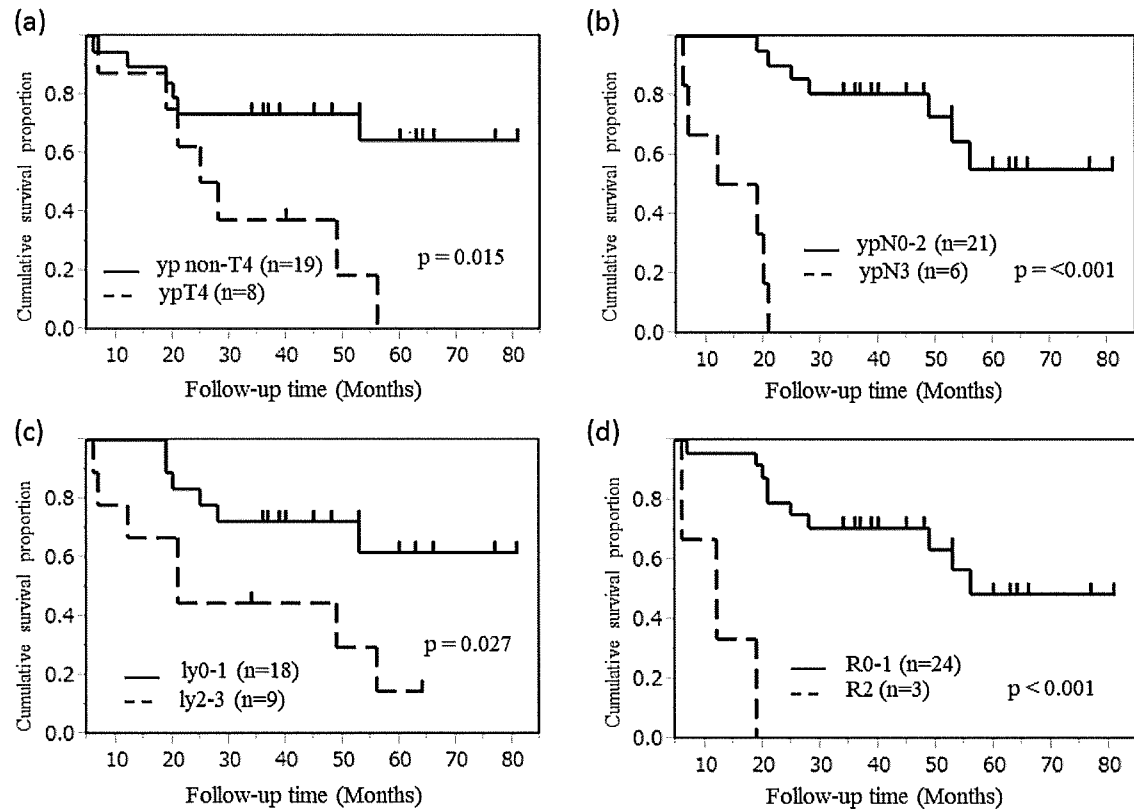 (a)
Cumulative survival proportion
0.8
0.6
0.4
0.2
0.0
yp non-T4 (n=19)
ypT4 (n=8)
p = 0.015
10 20 30 40 50 60 70 80
Follow-up time (Months)
(b)
Cumulative survival proportion
0.8
0.6
0.4
0.2
0.0
ypN0-2 (n=21)
ypN3 (n=6)
p = <0.001
10 20 30 40 50 60 70 80
Follow-up time (Months)
(c)
Cumulative survival proportion
0.8
0.6
0.4
0.2
0.0
ly0-1 (n=18)
ly2-3 (n=9)
p = 0.027
10 20 30 40 50 60 70 80
Follow-up time (Months)
(d)
Cumulative survival proportion
0.8
0.6
0.4
0.2
0.0
R0-1 (n=24)
R2 (n=3)
p < 0.001
10 20 30 40 50 60 70 80
Follow-up time (Months)